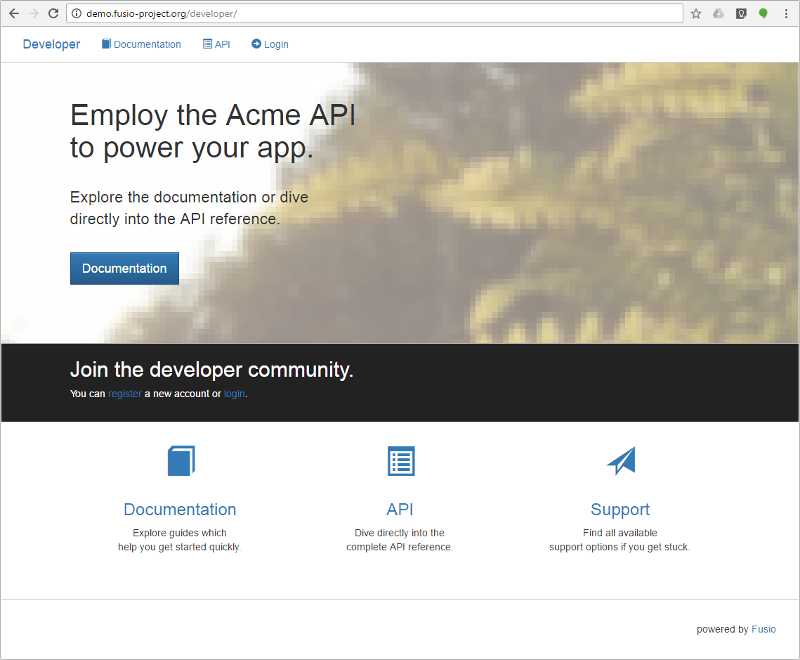 demo.fusio-project.org/developer/
Developer Documentation API Login
Employ the Acme API
to power your app.
Explore the documentation or dive
directly into the API reference.
Documentation
Join the developer community.
You can register a new account or login.
Documentation API Support
Explore guides which Dive directly into the Find all available
help you get started quickly. complete API reference. support options if you get stuck.
powered by Fusio